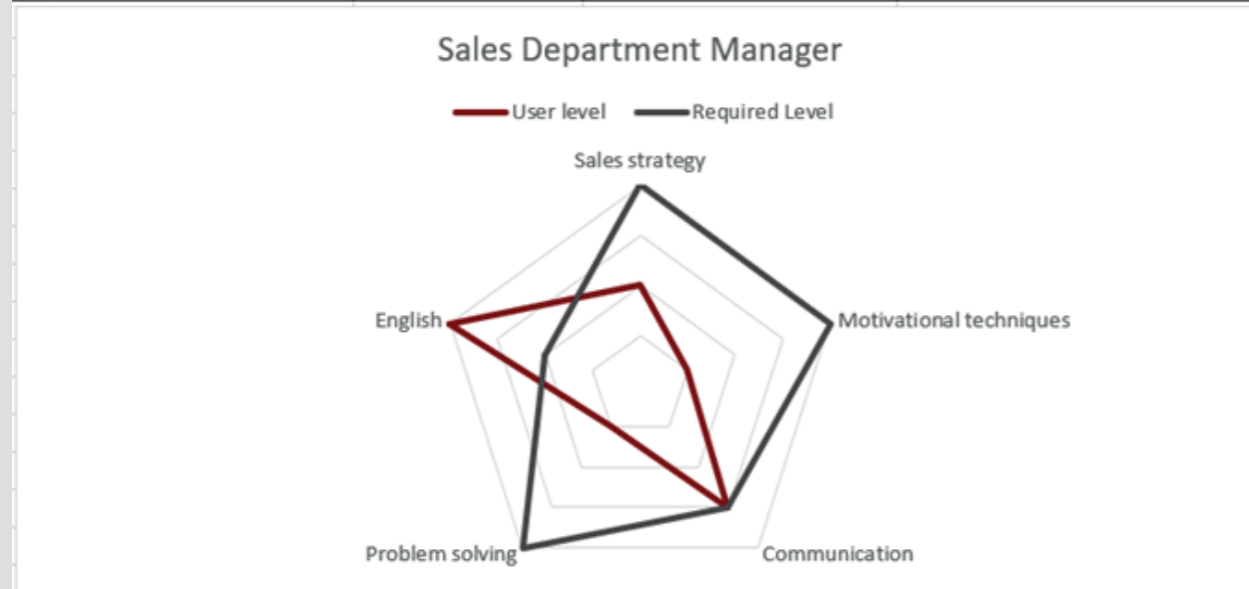 Sales Department Manager
User level Required Level
Sales strategy
English
Motivational techniques
Problem solving
Communication